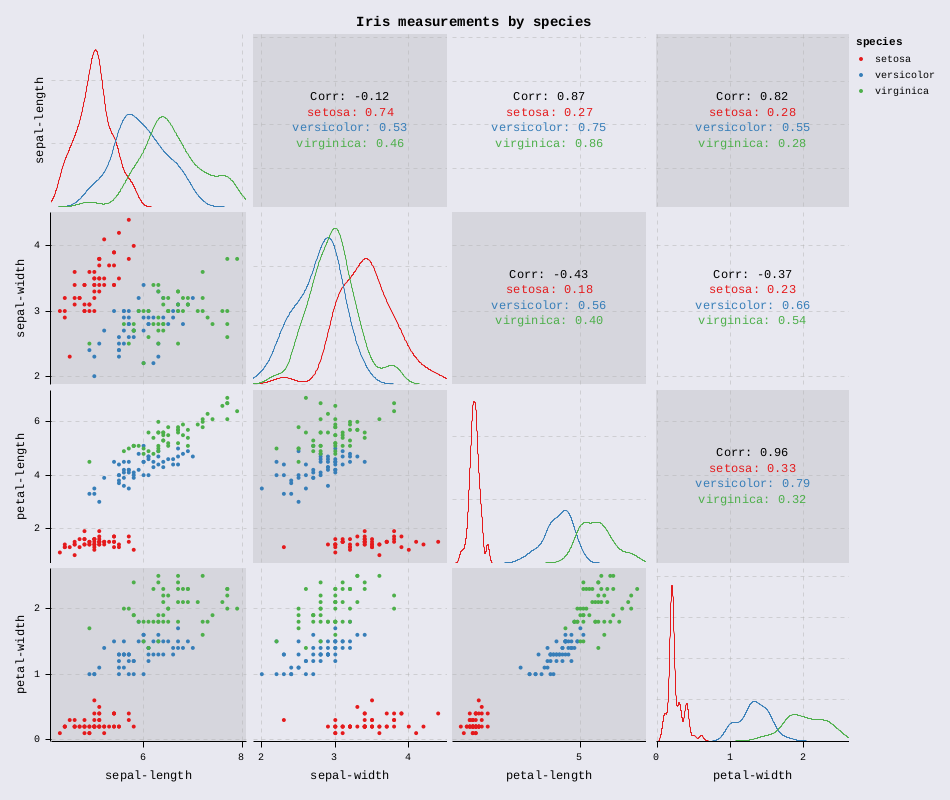 Iris measurements by species
species
setosa
versicolor
virginica
sepal-length
Corr: -0.12
setosa: 0.74
versicolor: 0.53
virginica: 0.46
Corr: 0.87
setosa: 0.27
versicolor: 0.75
virginica: 0.86
Corr: 0.82
setosa: 0.28
versicolor: 0.55
virginica: 0.28
sepal-width
4
3
2
Corr: -0.43
setosa: 0.18
versicolor: 0.56
virginica: 0.40
Corr: -0.37
setosa: 0.23
versicolor: 0.66
virginica: 0.54
petal-length
6
4
2
Corr: 0.96
setosa: 0.33
versicolor: 0.79
virginica: 0.32
petal-width
2
1
0
6 8
2 3 4
5
0 1 2
sepal-length
sepal-width
petal-length
petal-width